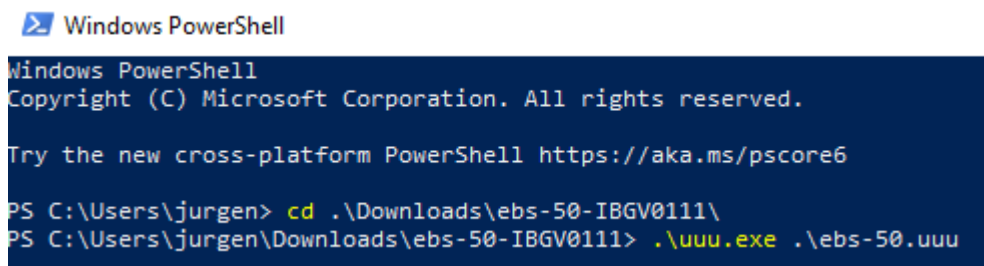 Windows PowerShell
Windows PowerShell
Copyright (C) Microsoft Corporation. All rights reserved.
Try the new cross-platform PowerShell https://aka.ms/pscore6
PS C:\Users\jurgen> cd .\Downloads\ebs-50-IBGV0111\
PS C:\Users\jurgen\Downloads\ebs-50-IBGV0111> .\uuu.exe .\ebs-50.uuu